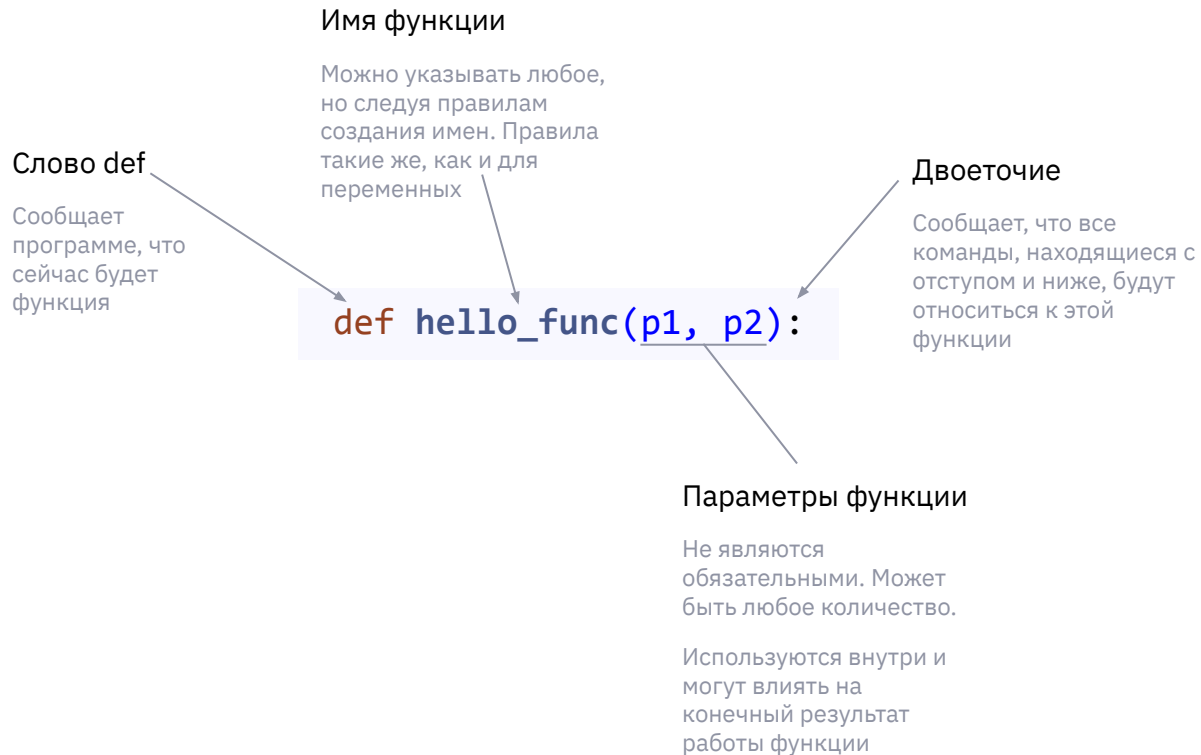 Имя функции
Можно указывать любое,
но следуя правилам
создания имен. Правила
такие же, как и для
переменных
Слово def
Сообщает
программе, что
сейчас будет
функция
Двоеточие
Сообщает, что все
команды, находящиеся с
отступом и ниже, будут
относиться к этой
функции
def hello_func(p1, p2):
Параметры функции
Не являются
обязательными. Может
быть любое количество.
Используются внутри и
могут влиять на
конечный результат
работы функции